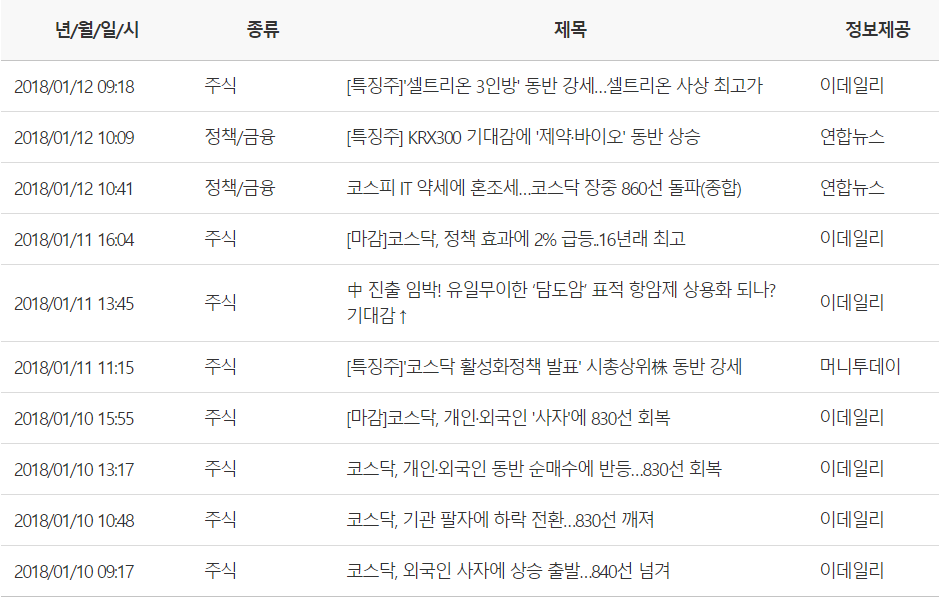 년/월/일/시 종류 제목 정보제공
2018/01/12 09:18 주식 [특징주]'셀트리온 3인방' 동반 강세…셀트리온 사상 최고가 이데일리
2018/01/12 10:09 정책/금융 [특징주] KRX300 기대감에 '제약·바이오' 동반 상승 연합뉴스
2018/01/12 10:41 정책/금융 코스피 IT 약세에 혼조세…코스닥 장중 860선 돌파(종합) 연합뉴스
2018/01/11 16:04 주식 [마감]코스닥, 정책 효과에 2% 급등..16년래 최고 이데일리
2018/01/11 13:45 주식 中 진출 임박! 유일무이한 ‘담도암’ 표적 항암제 상용화 되나? 이데일리
기대감↑
2018/01/11 11:15 주식 [특징주]'코스닥 활성화정책 발표' 시총상위株 동반 강세 머니투데이
2018/01/10 15:55 주식 [마감]코스닥, 개인·외국인 '사자'에 830선 회복 이데일리
2018/01/10 13:17 주식 코스닥, 개인·외국인 동반 순매수에 반등…830선 회복 이데일리
2018/01/10 10:48 주식 코스닥, 기관 팔자에 하락 전환…830선 깨져 이데일리
2018/01/10 09:17 주식 코스닥, 외국인 사자에 상승 출발…840선 넘겨 이데일리